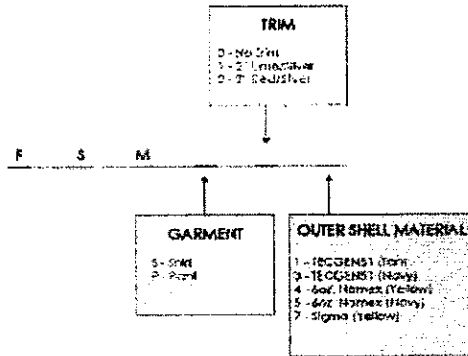 TRIM
0 - No Trim
1 - 2" Lime/Silver
2" Red/Silver
F S M
GARMENT
S - Shirt
P - Pant
OUTER SHELL MATERIAL
1 - TECGEN51 (Tan)
3 - TECGEN51 (Navy)
4 - 6oz. Nomex (Yellow)
5 - 6oz. Nomex (Navy)
7 - Sigma (Yellow)